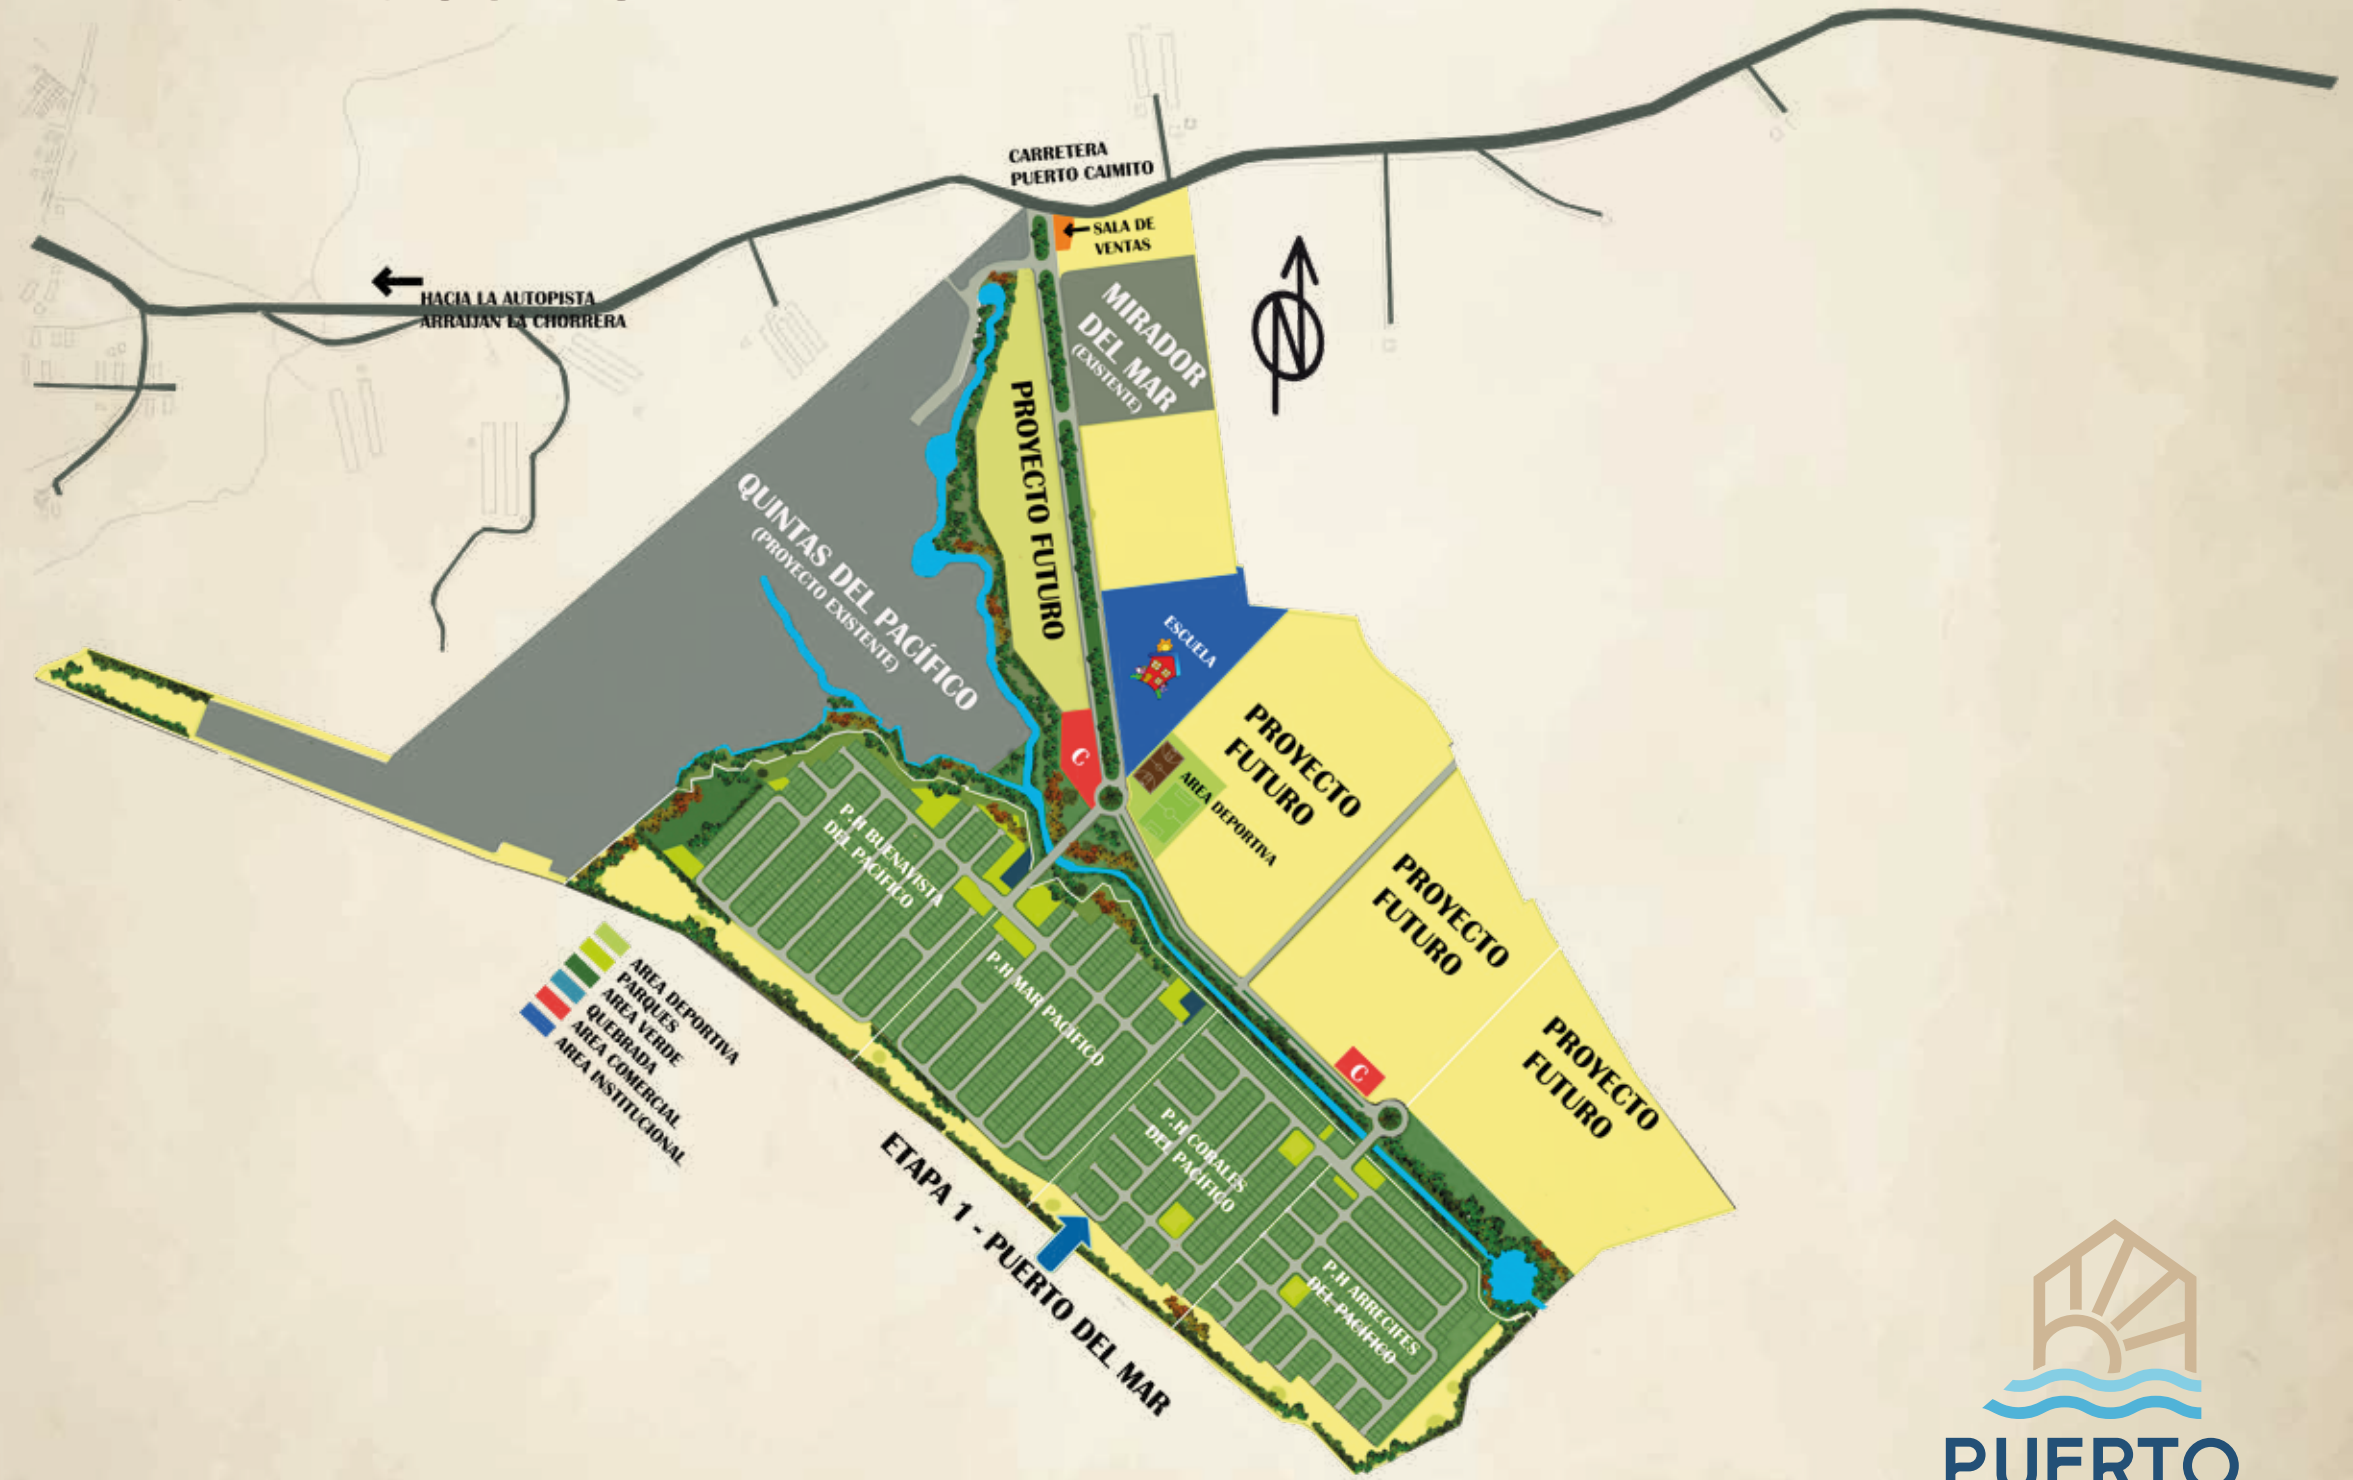 CARRETERA
PUERTO CAIMITO
SALA DE
VENTAS
HACIA LA AUTOPISTA
ARRAIJAN LA CHORRERA
MIRADOR
DEL MAR
(EXISTENTE)
N
PROYECTO FUTURO
QUINTAS DEL PACÍFICO
(PROYECTO EXISTENTE)
ESCUELA
C
AREA DEPORTIVA
PROYECTO
FUTURO
PROYECTO
FUTURO
PROYECTO
FUTURO
P.H BUENAVISTA
DEL PACIFICO
P.H MAR PACIFICO
C
P.H CORALES
DEL PACIFICO
P.H ARRECIFES
DEL PACIFICO
AREA DEPORTIVA
PARQUES
AREA VERDE
QUEBRADA
AREA COMERCIAL
AREA INSTITUCIONAL
ETAPA 1 - PUERTO DEL MAR
PUERTO